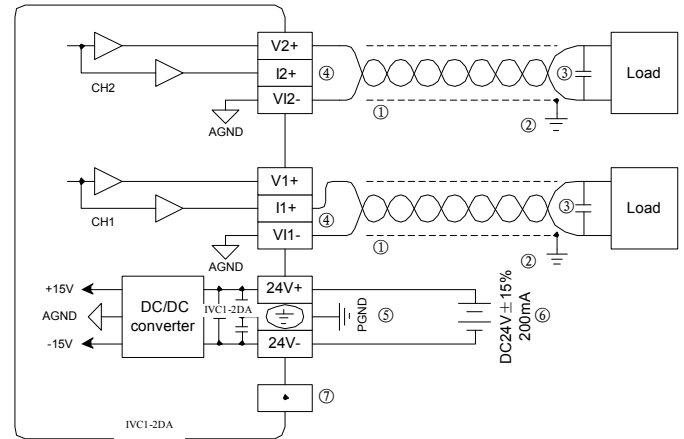 V2+
I2+ ④ ③ Load
CH2
VI2-
① ②
AGND
V1+
I1+ ④ ③ Load
CH1
VI1-
① ②
AGND
+15V 24V+
DC/DC converter IVC1-2DA ⑤ PGND DC24V±15% 200mA ⑥
AGND
-15V 24V-
⑦
IVC1-2DA